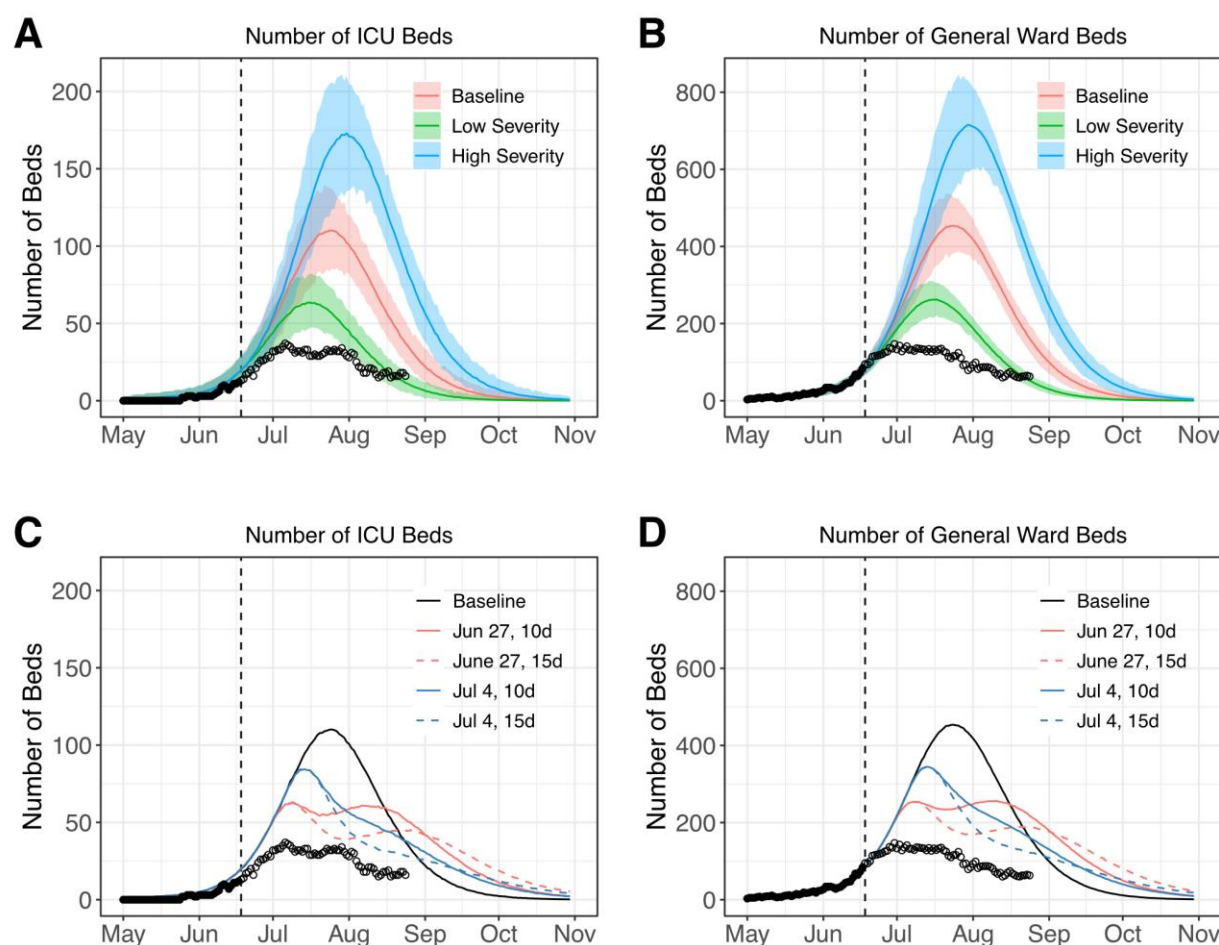 A
Number of ICU Beds
Number of Beds
200
150
100
50
0
Baseline
Low Severity
High Severity
May Jun Jul Aug Sep Oct Nov
B
Number of General Ward Beds
Number of Beds
800
600
400
200
0
Baseline
Low Severity
High Severity
May Jun Jul Aug Sep Oct Nov
C
Number of ICU Beds
Number of Beds
200
150
100
50
0
Baseline
Jun 27, 10d
June 27, 15d
Jul 4, 10d
Jul 4, 15d
May Jun Jul Aug Sep Oct Nov
D
Number of General Ward Beds
Number of Beds
800
600
400
200
0
Baseline
Jun 27, 10d
June 27, 15d
Jul 4, 10d
Jul 4, 15d
May Jun Jul Aug Sep Oct Nov